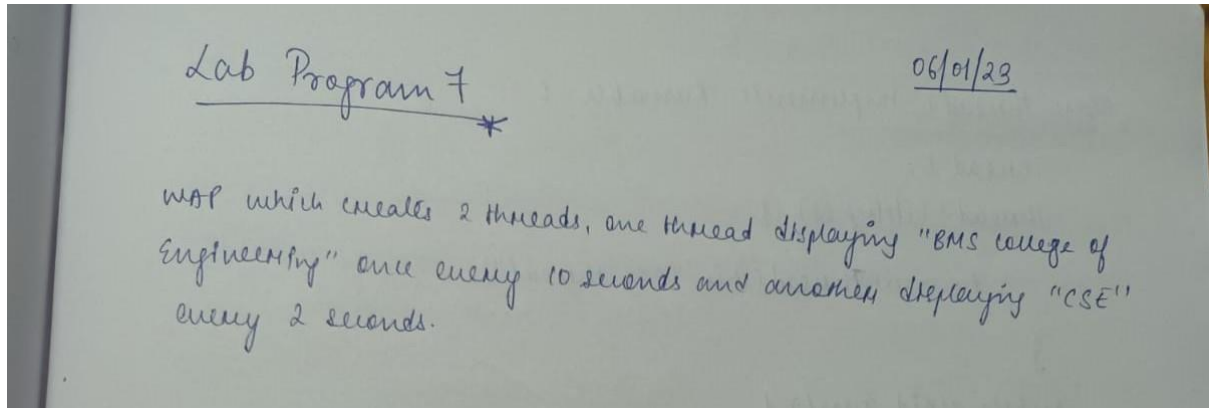 Lab Program 7
06/01/23
WAP which creates 2 threads, one thread displaying "BMS college of
Engineering" once every 10 seconds and another displaying "CSE"
every 2 seconds.